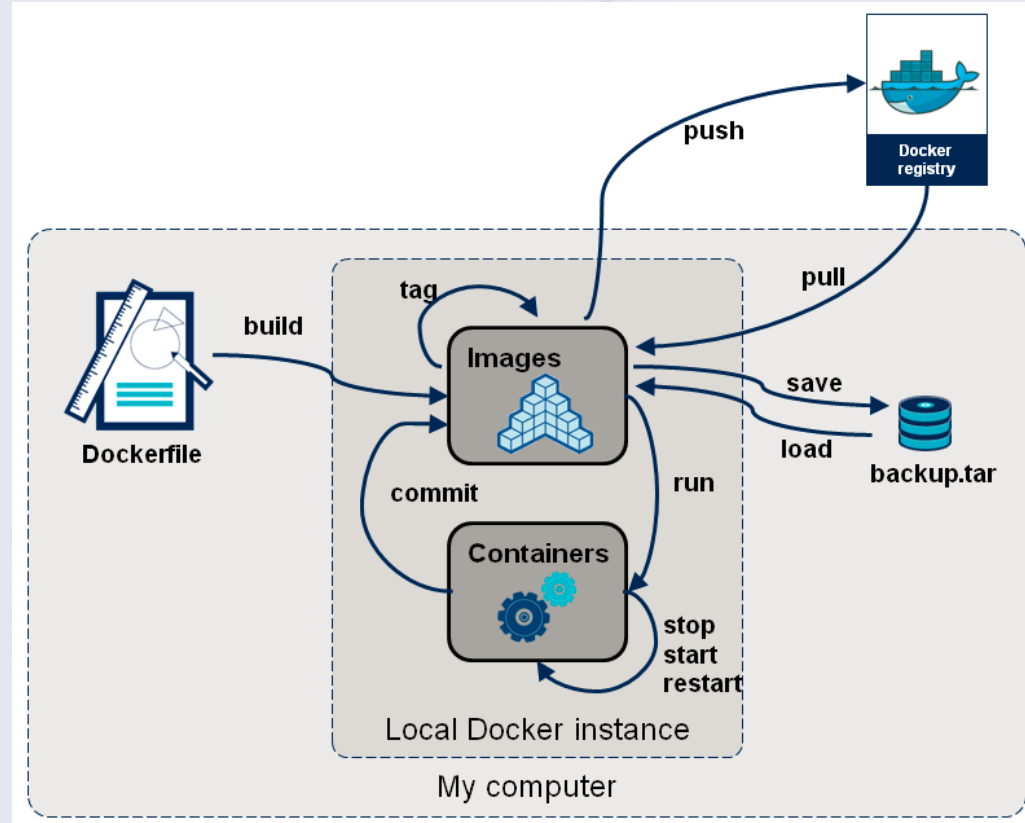 push
Docker
registry
tag
pull
build
Images
save
Dockerfile
load
backup.tar
commit
run
Containers
stop
start
restart
Local Docker instance
My computer